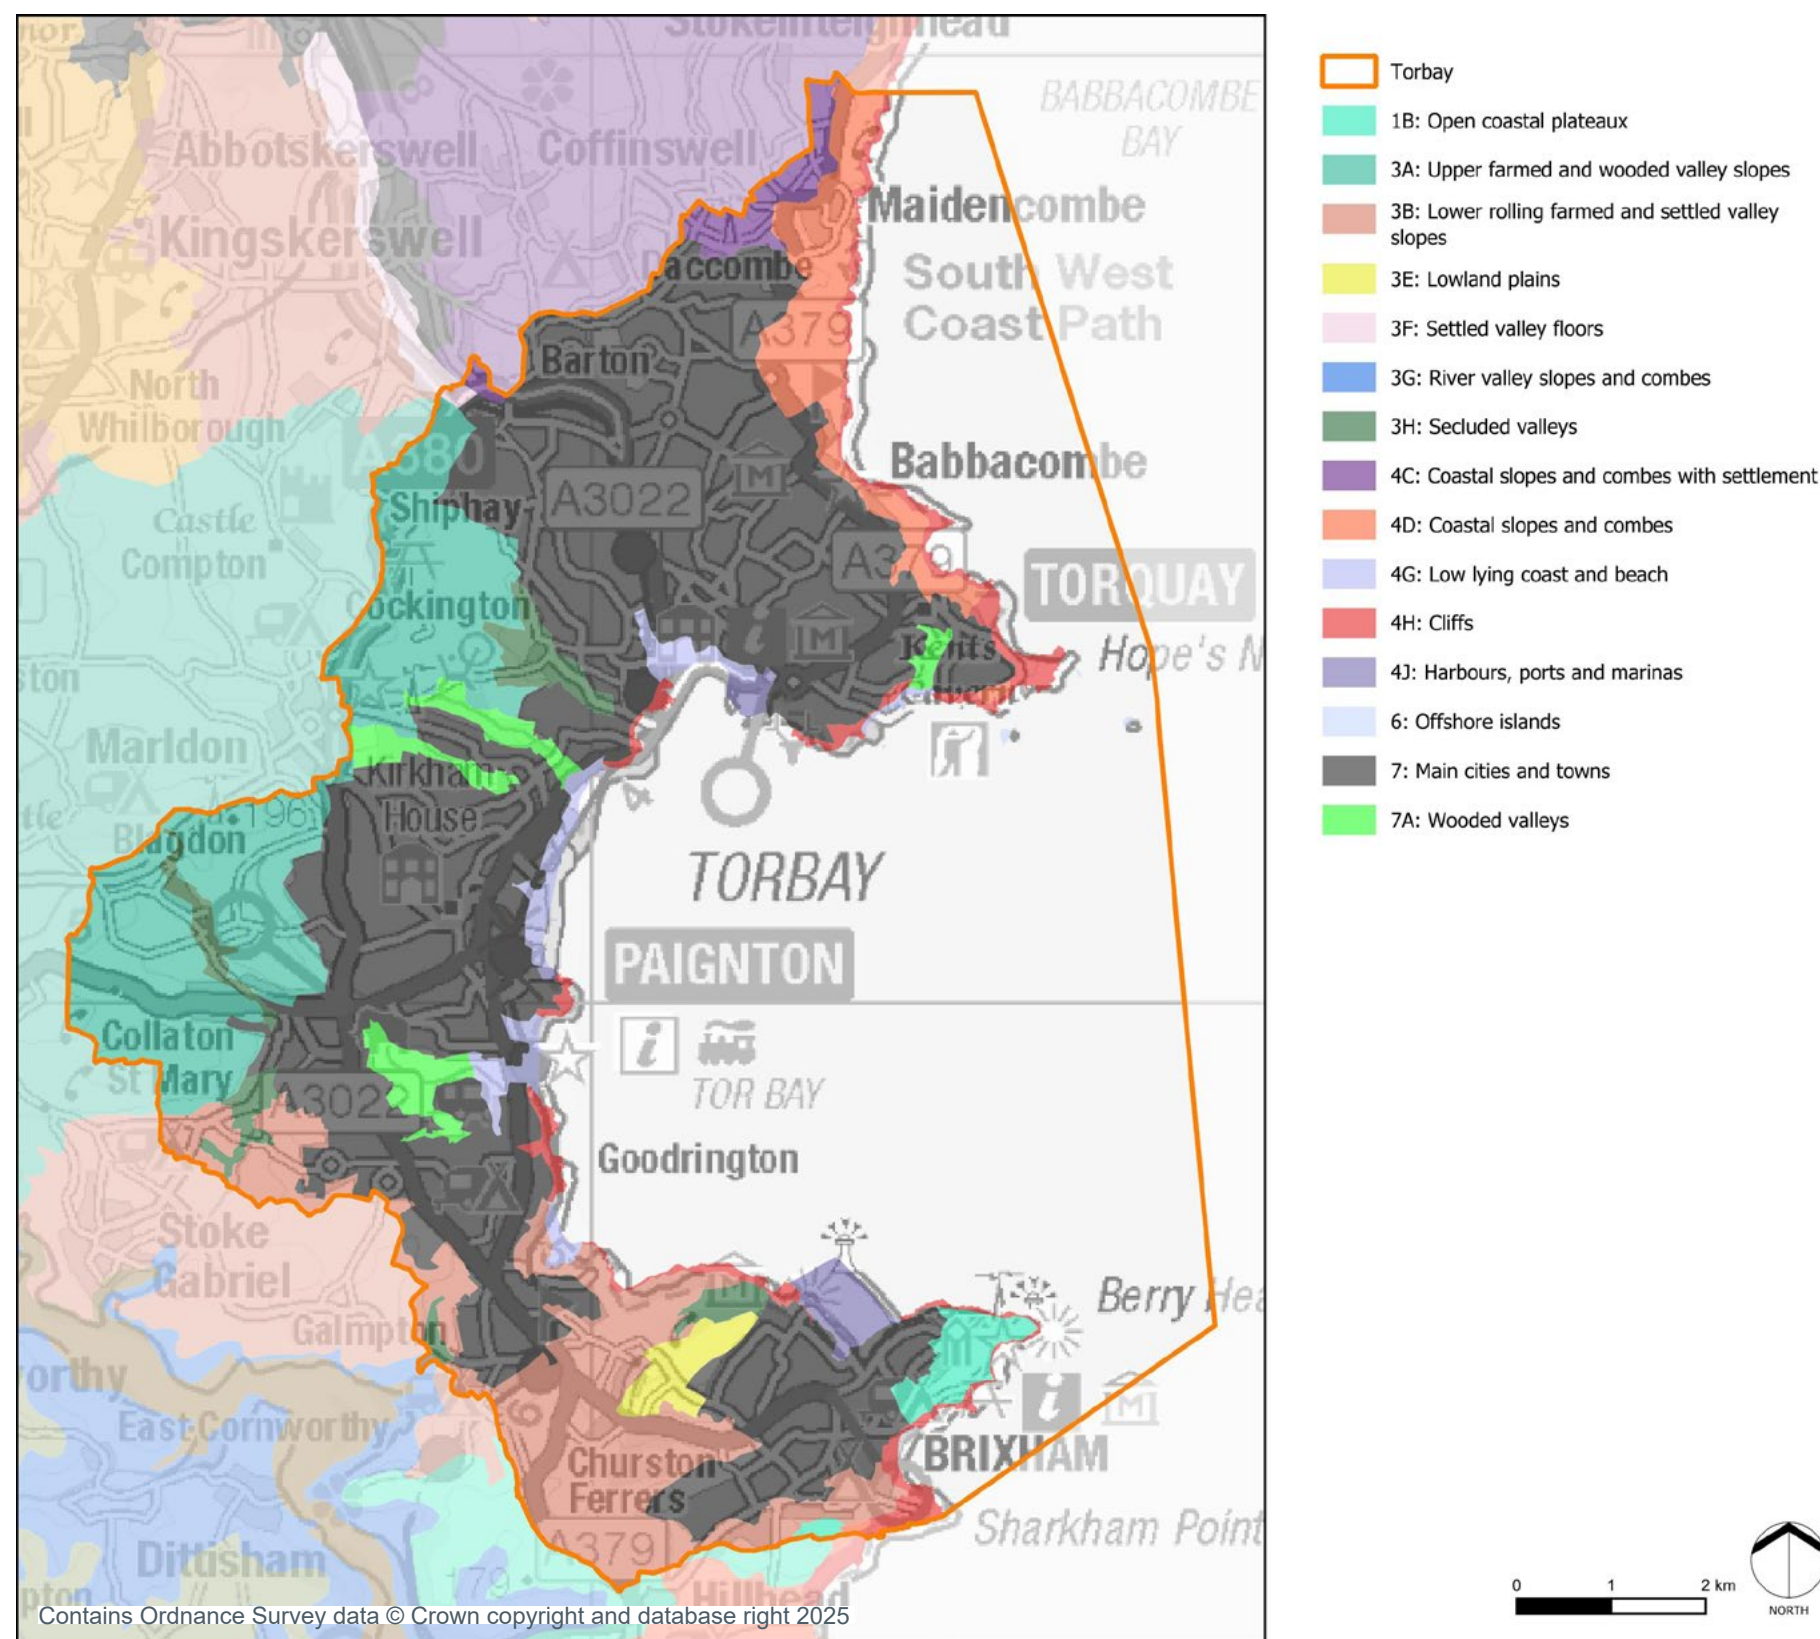 Stokeinteignhead
BABBACOMBE
BAY
Abbotskerswell
Coffinswell
Maidencombe
Kingskerswell
Daccombe
South West
Coast Path
A379
Barton
North
Whilborough
A380
Babbacombe
Shiphay
A3022
Castle
Compton
A379
TORQUAY
Cockington
Kents
Cavern
Hope's N
Marldon
Kirkham
House
196
Blagdon
TORBAY
PAIGNTON
Collaton
St Mary
TOR BAY
A3022
Goodrington
Stoke
Gabriel
Berry Hea
Galmpton
orthy
East Cornworthy
BRIXHAM
Churston
Ferrers
Sharkham Point
A379
Dittisham
179
Hillhead
pton
Contains Ordnance Survey data © Crown copyright and database right 2025
Torbay
1B: Open coastal plateaux
3A: Upper farmed and wooded valley slopes
3B: Lower rolling farmed and settled valley
slopes
3E: Lowland plains
3F: Settled valley floors
3G: River valley slopes and combes
3H: Secluded valleys
4C: Coastal slopes and combes with settlement
4D: Coastal slopes and combes
4G: Low lying coast and beach
4H: Cliffs
4J: Harbours, ports and marinas
6: Offshore islands
7: Main cities and towns
7A: Wooded valleys
0 1 2 km
NORTH